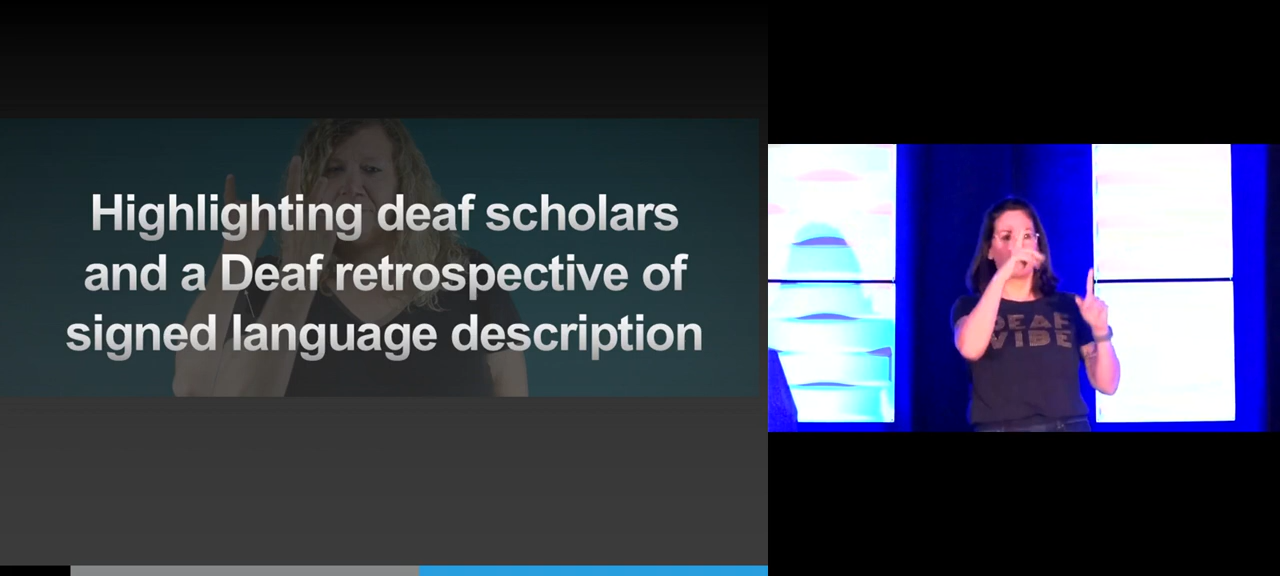 Highlighting deaf scholars
and a Deaf retrospective of
signed language description
DEAF
VIBE